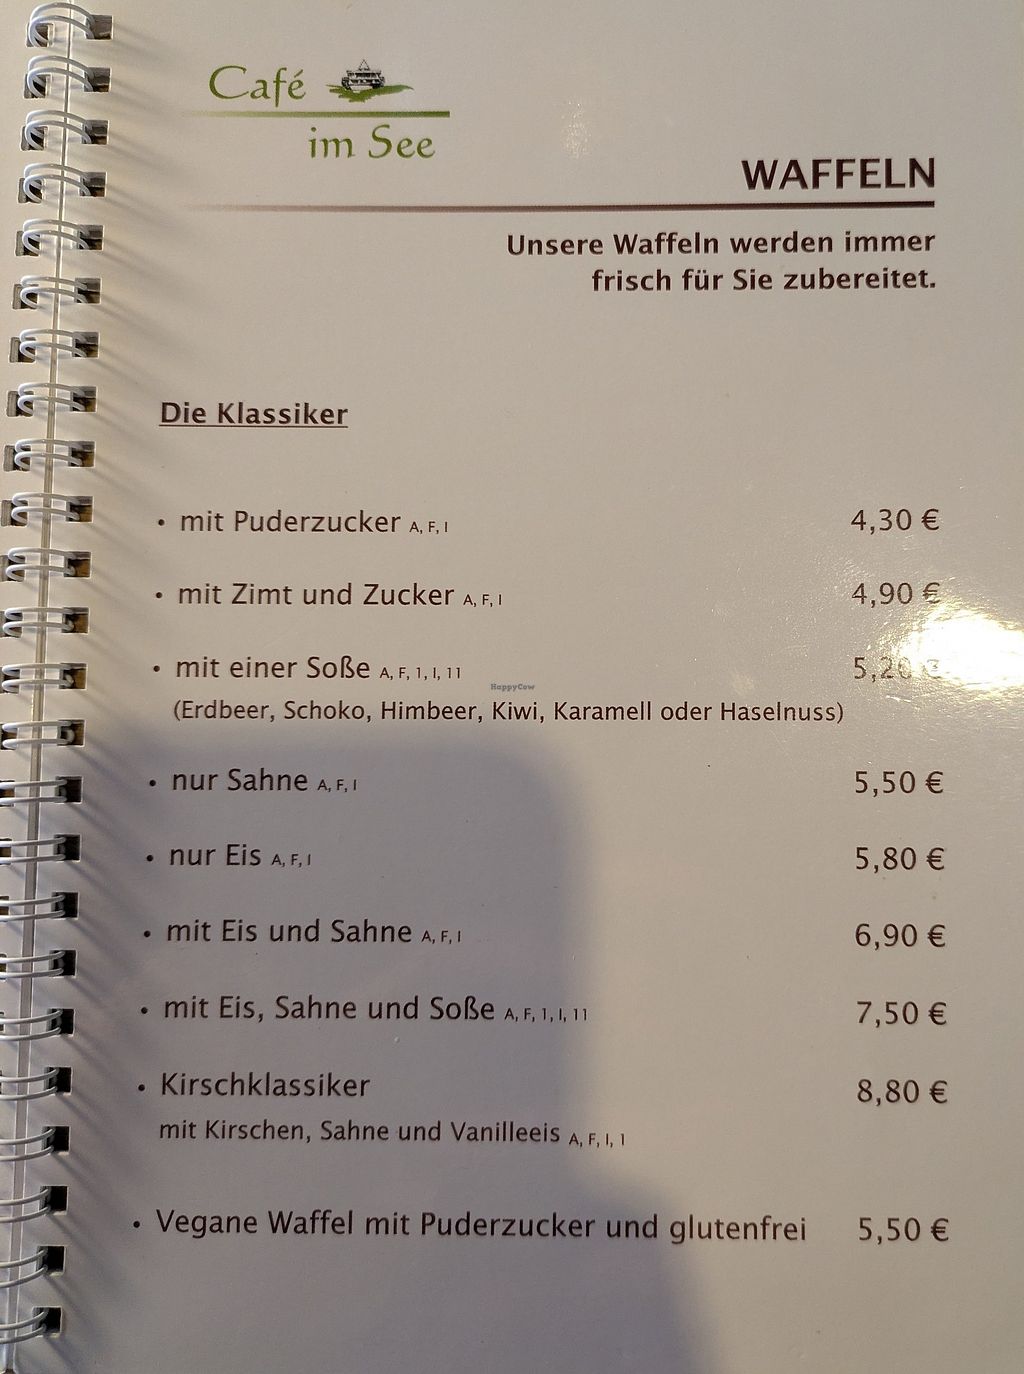 Café
im See
WAFFELN
Unsere Waffeln werden immer
frisch für Sie zubereitet.
Die Klassiker
• mit Puderzucker A, F, I 4,30 €
• mit Zimt und Zucker A, F, I 4,90 €
• mit einer Soße A, F, 1, I, 11 5,20 €
(Erdbeer, Schoko, Himbeer, Kiwi, Karamell oder Haselnuss)
HappyCow
• nur Sahne A, F, I 5,50 €
• nur Eis A, F, I 5,80 €
• mit Eis und Sahne A, F, I 6,90 €
• mit Eis, Sahne und Soße A, F, 1, I, 11 7,50 €
• Kirschklassiker 8,80 €
mit Kirschen, Sahne und Vanilleeis A, F, I, 1
• Vegane Waffel mit Puderzucker und glutenfrei 5,50 €